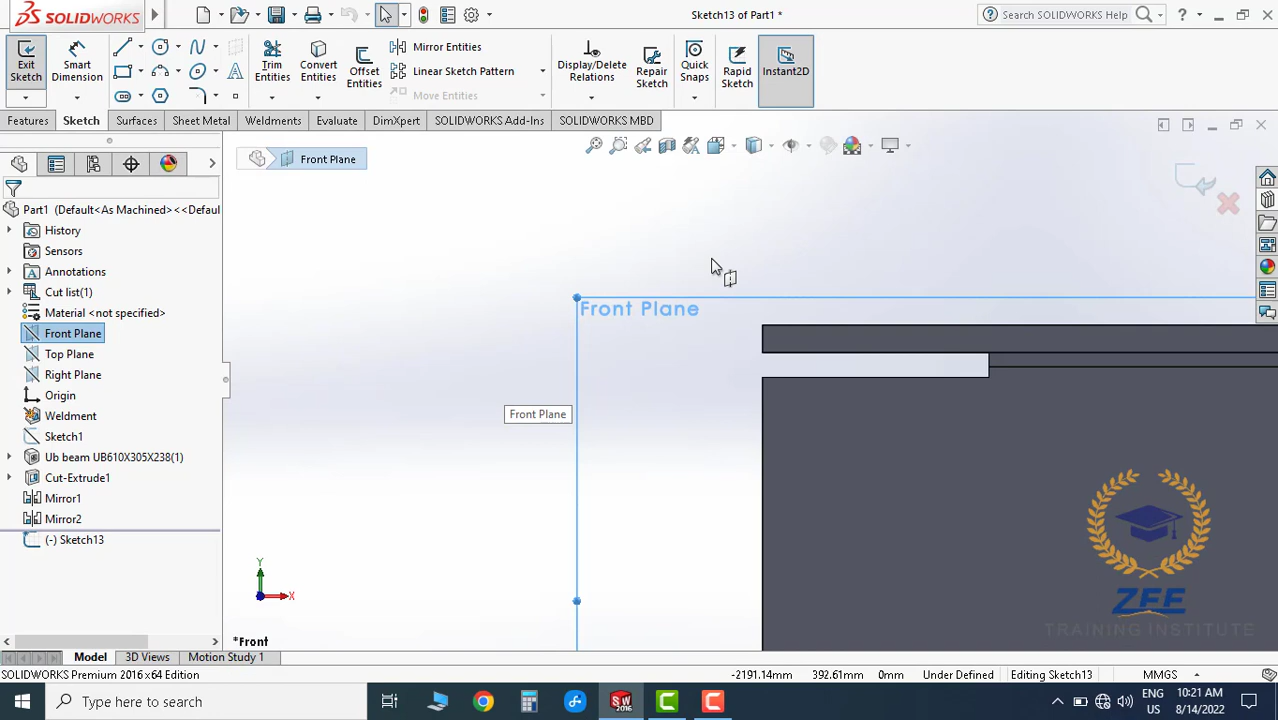 SOLIDWORKS
Sketch13 of Part1 *
Search SOLIDWORKS
Exit Sketch
Smart Dimension
Trim Entities
Convert Entities
Offset Entities
Mirror Entities
Linear Sketch Pattern
Move Entities
Display/Delete Relations
Repair Sketch
Quick Snaps
Rapid Sketch
Instant2D
Features
Sketch
Surfaces
Sheet Metal
Weldments
Evaluate
DimXpert
SOLIDWORKS Add-Ins
SOLIDWORKS MBD
Front Plane
Part1 (Default<As Machined><<Defaul
History
Sensors
Annotations
Cut list(1)
Material <not specified>
Front Plane
Top Plane
Right Plane
Origin
Weldment
Sketch1
Ub beam UB610X305X238(1)
Cut-Extrude1
Mirror1
Mirror2
(-) Sketch13
Front Plane
Front Plane
Y
X
*Front
ZFE
TRAINING INSTITUTE
Model
3D Views
Motion Study 1
SOLIDWORKS Premium 2016 x64 Edition
-2191.14mm
392.61mm
0mm
Under Defined
Editing Sketch13
MMGS
Type here to search
SW
2016
ENG
US
10:21 AM
8/14/2022